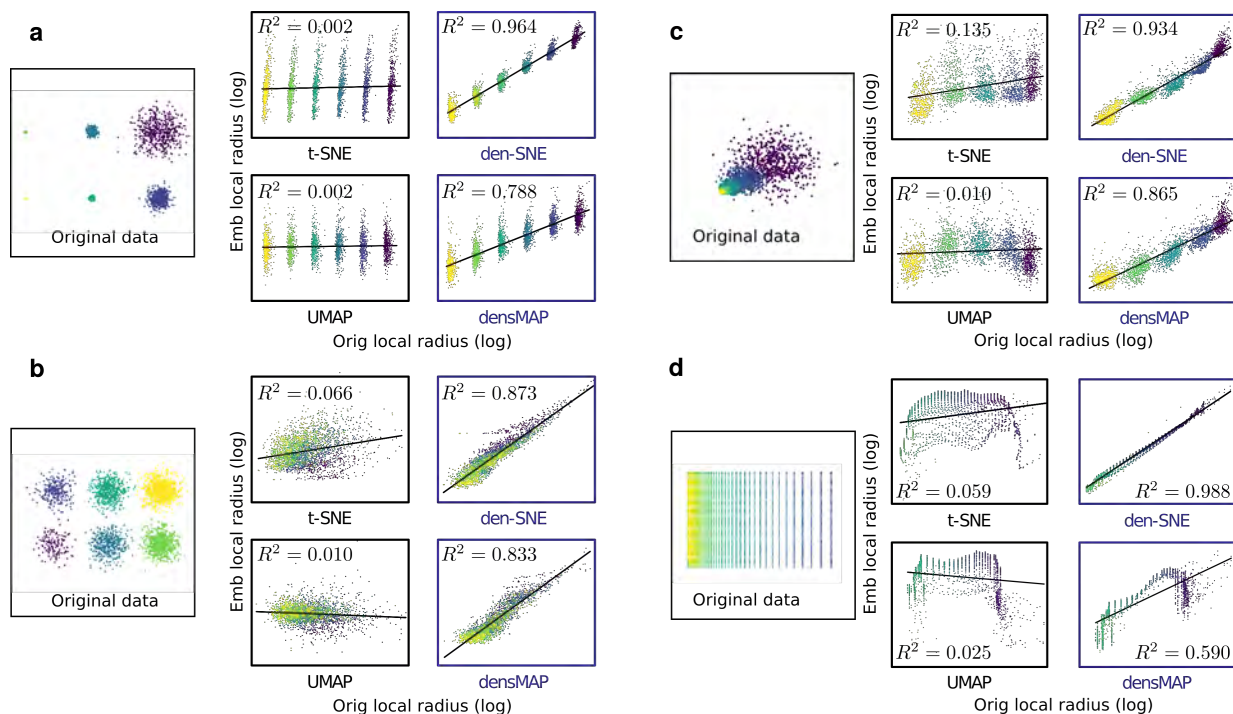 a
Original data
Emb local radius (log)
R² = 0.002
t-SNE
R² = 0.964
den-SNE
R² = 0.002
UMAP
R² = 0.788
densMAP
Orig local radius (log)
b
Original data
Emb local radius (log)
R² = 0.066
t-SNE
R² = 0.873
den-SNE
R² = 0.010
UMAP
R² = 0.833
densMAP
Orig local radius (log)
c
Original data
Emb local radius (log)
R² = 0.135
t-SNE
R² = 0.934
den-SNE
R² = 0.010
UMAP
R² = 0.865
densMAP
Orig local radius (log)
d
Original data
Emb local radius (log)
R² = 0.059
t-SNE
R² = 0.988
den-SNE
R² = 0.025
UMAP
R² = 0.590
densMAP
Orig local radius (log)